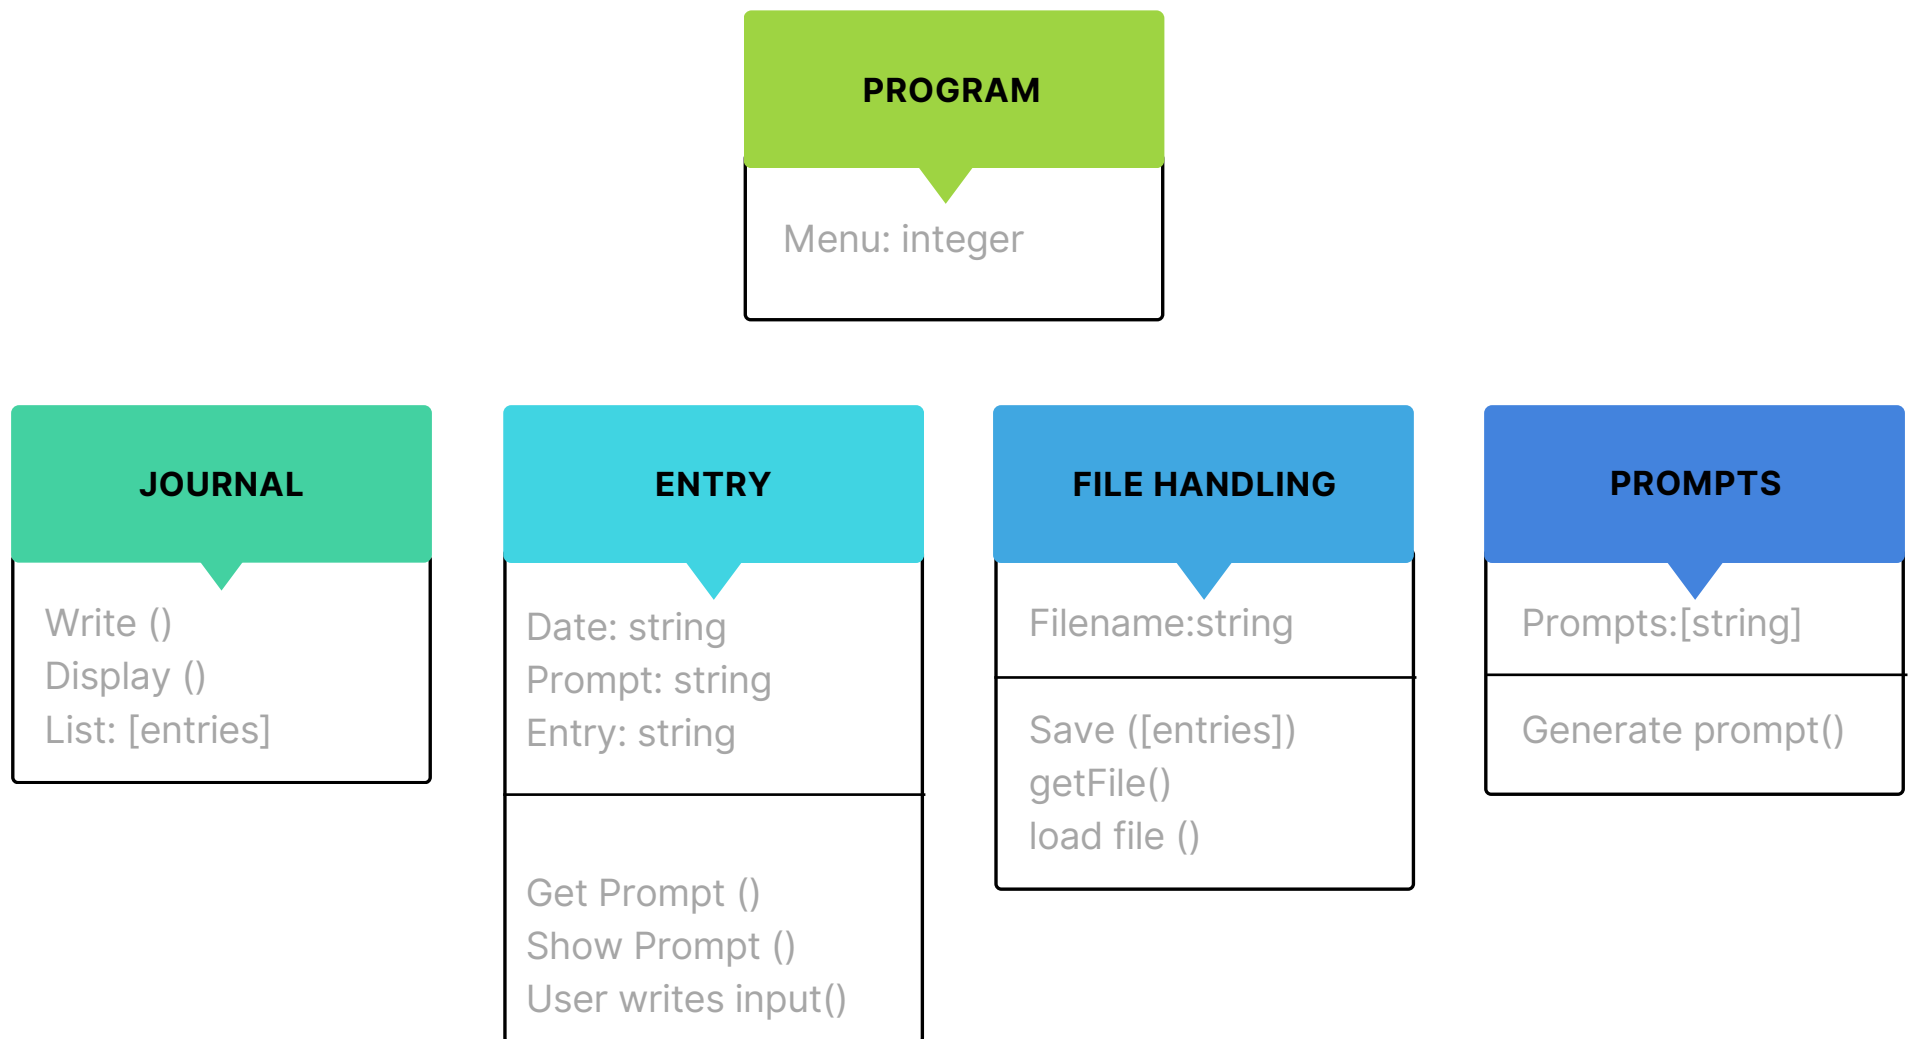 PROGRAM
Menu: integer
JOURNAL
Write ()
Display ()
List: [entries]
ENTRY
Date: string
Prompt: string
Entry: string
Get Prompt ()
Show Prompt ()
User writes input()
FILE HANDLING
Filename:string
Save ([entries])
getFile()
load file ()
PROMPTS
Prompts:[string]
Generate prompt()